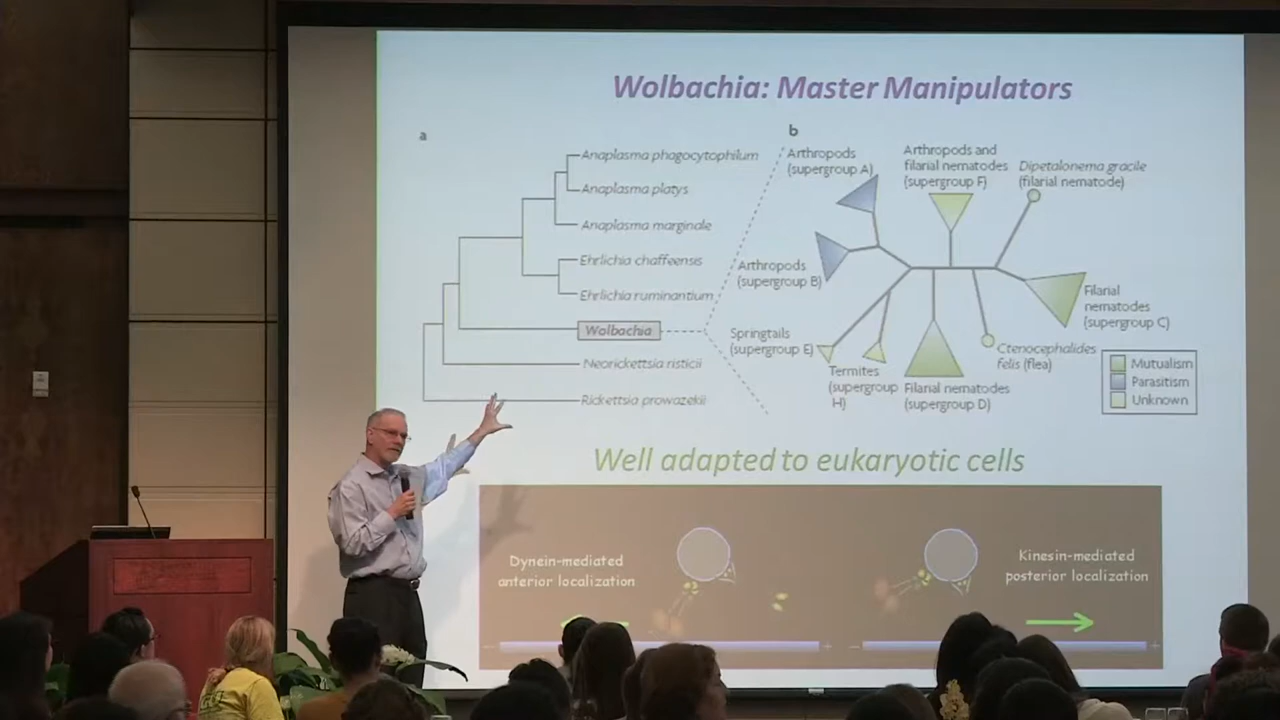 Wolbachia: Master Manipulators
a
Anaplasma phagocytophilum
Anaplasma platys
Anaplasma marginale
Ehrlichia chaffeensis
Ehrlichia ruminantium
Wolbachia
Neorickettsia risticii
Rickettsia prowazekii
b
Arthropods
(supergroup A)
Arthropods and
filarial nematodes
(supergroup F)
Dipetalonema gracile
(filarial nematode)
Arthropods
(supergroup B)
Filarial
nematodes
(supergroup C)
Springtails
(supergroup E)
Termites
(supergroup
H)
Filarial nematodes
(supergroup D)
Ctenocephalides
felis (flea)
Mutualism
Parasitism
Unknown
Well adapted to eukaryotic cells
Dynein-mediated
anterior localization
Kinesin-mediated
posterior localization